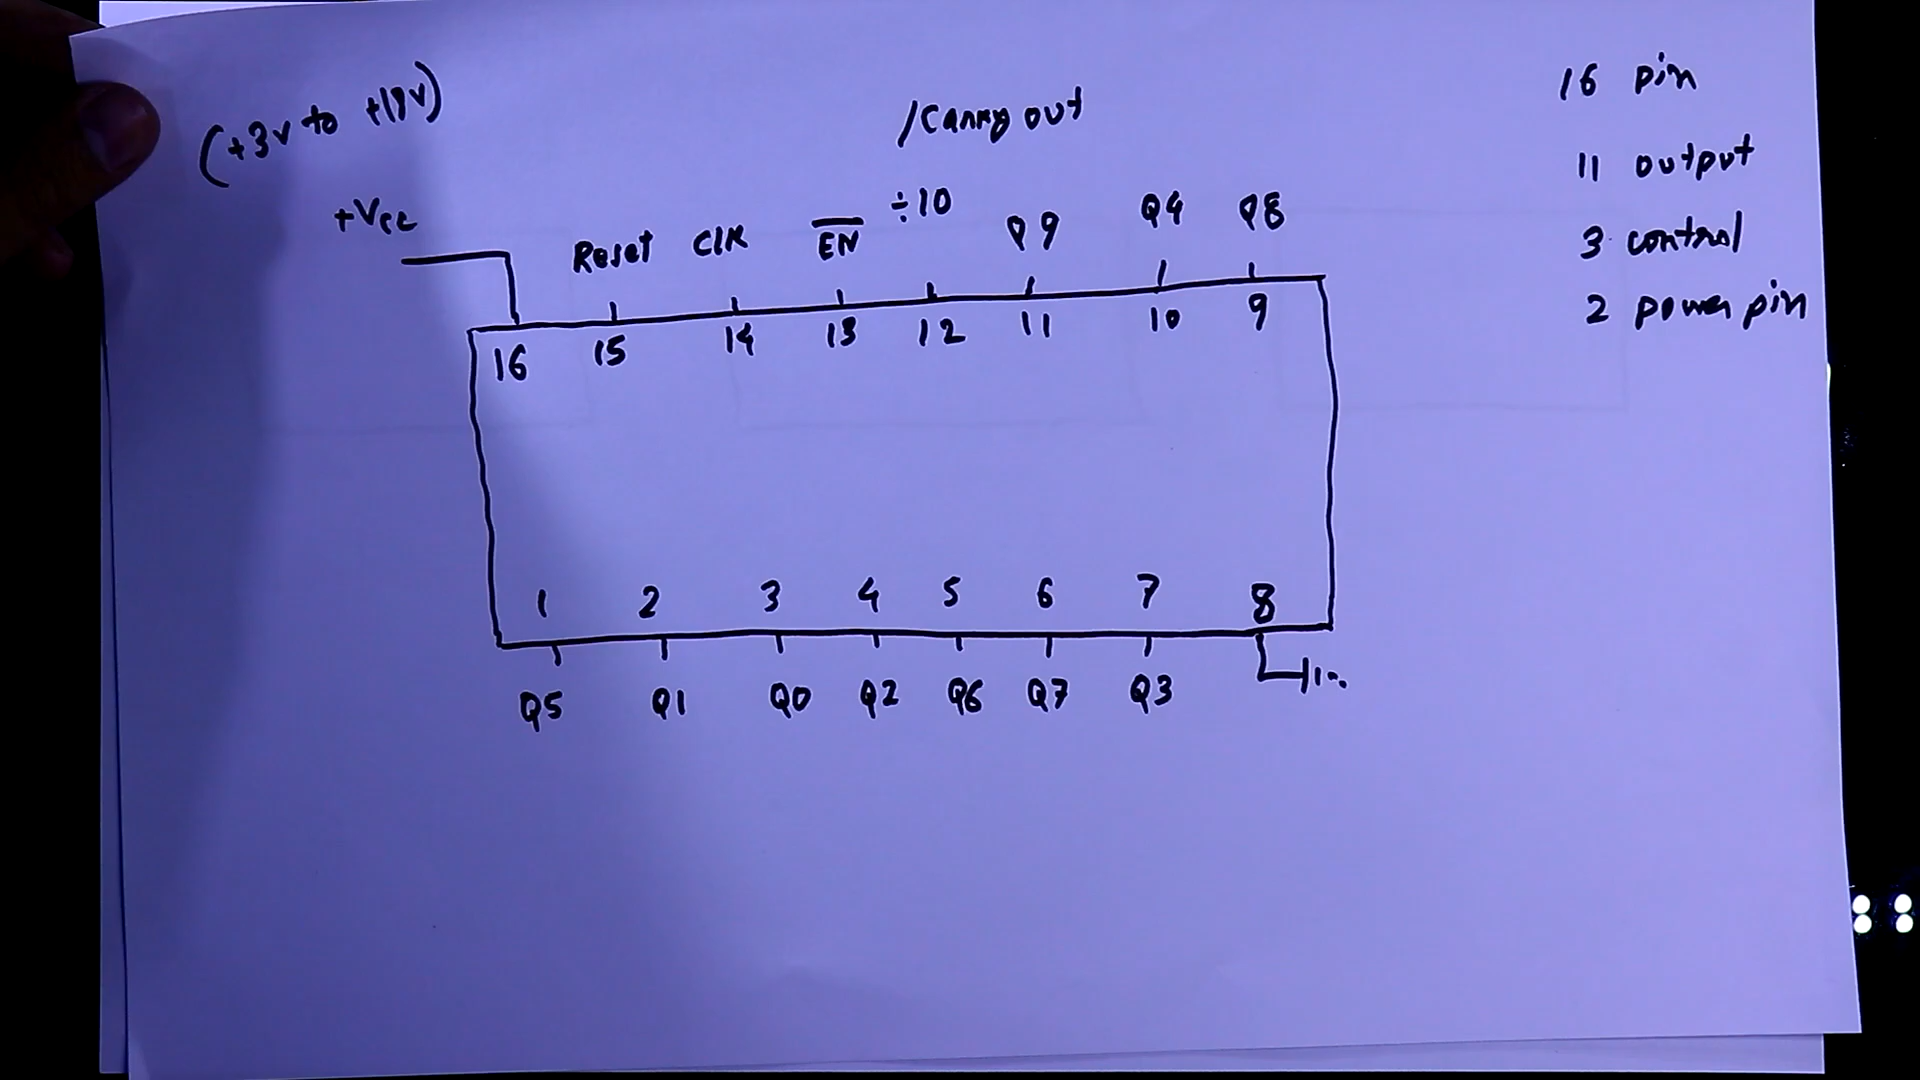 (+3v to +18v)
/Carry out
16 pin
11 output
3 control
2 power pin
+Vcc
Reset CLK EN ÷10 Q9 Q4 Q8
16 15 14 13 12 11 10 9
1 2 3 4 5 6 7 8
Q5 Q1 Q0 Q2 Q6 Q7 Q3